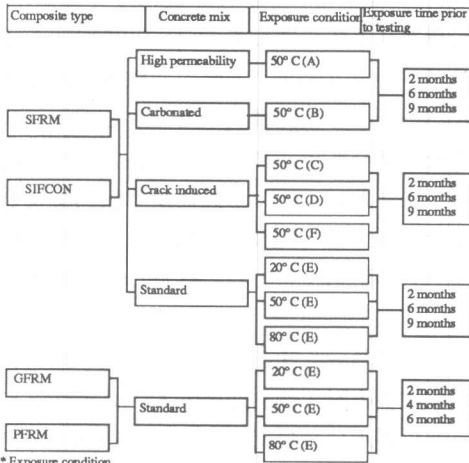 Composite type Concrete mix Exposure condition Exposure time prior
to testing
High permeability 50° C (A)
2 months
6 months
9 months
Carbonated 50° C (B)
SFRM
SIFCON
Crack induced
50° C (C)
50° C (D)
50° C (F)
2 months
6 months
9 months
Standard
20° C (E)
50° C (E)
80° C (E)
2 months
6 months
9 months
GFRM
PFRM
Standard
20° C (E)
50° C (E)
80° C (E)
2 months
4 months
6 months
* Exposure condition